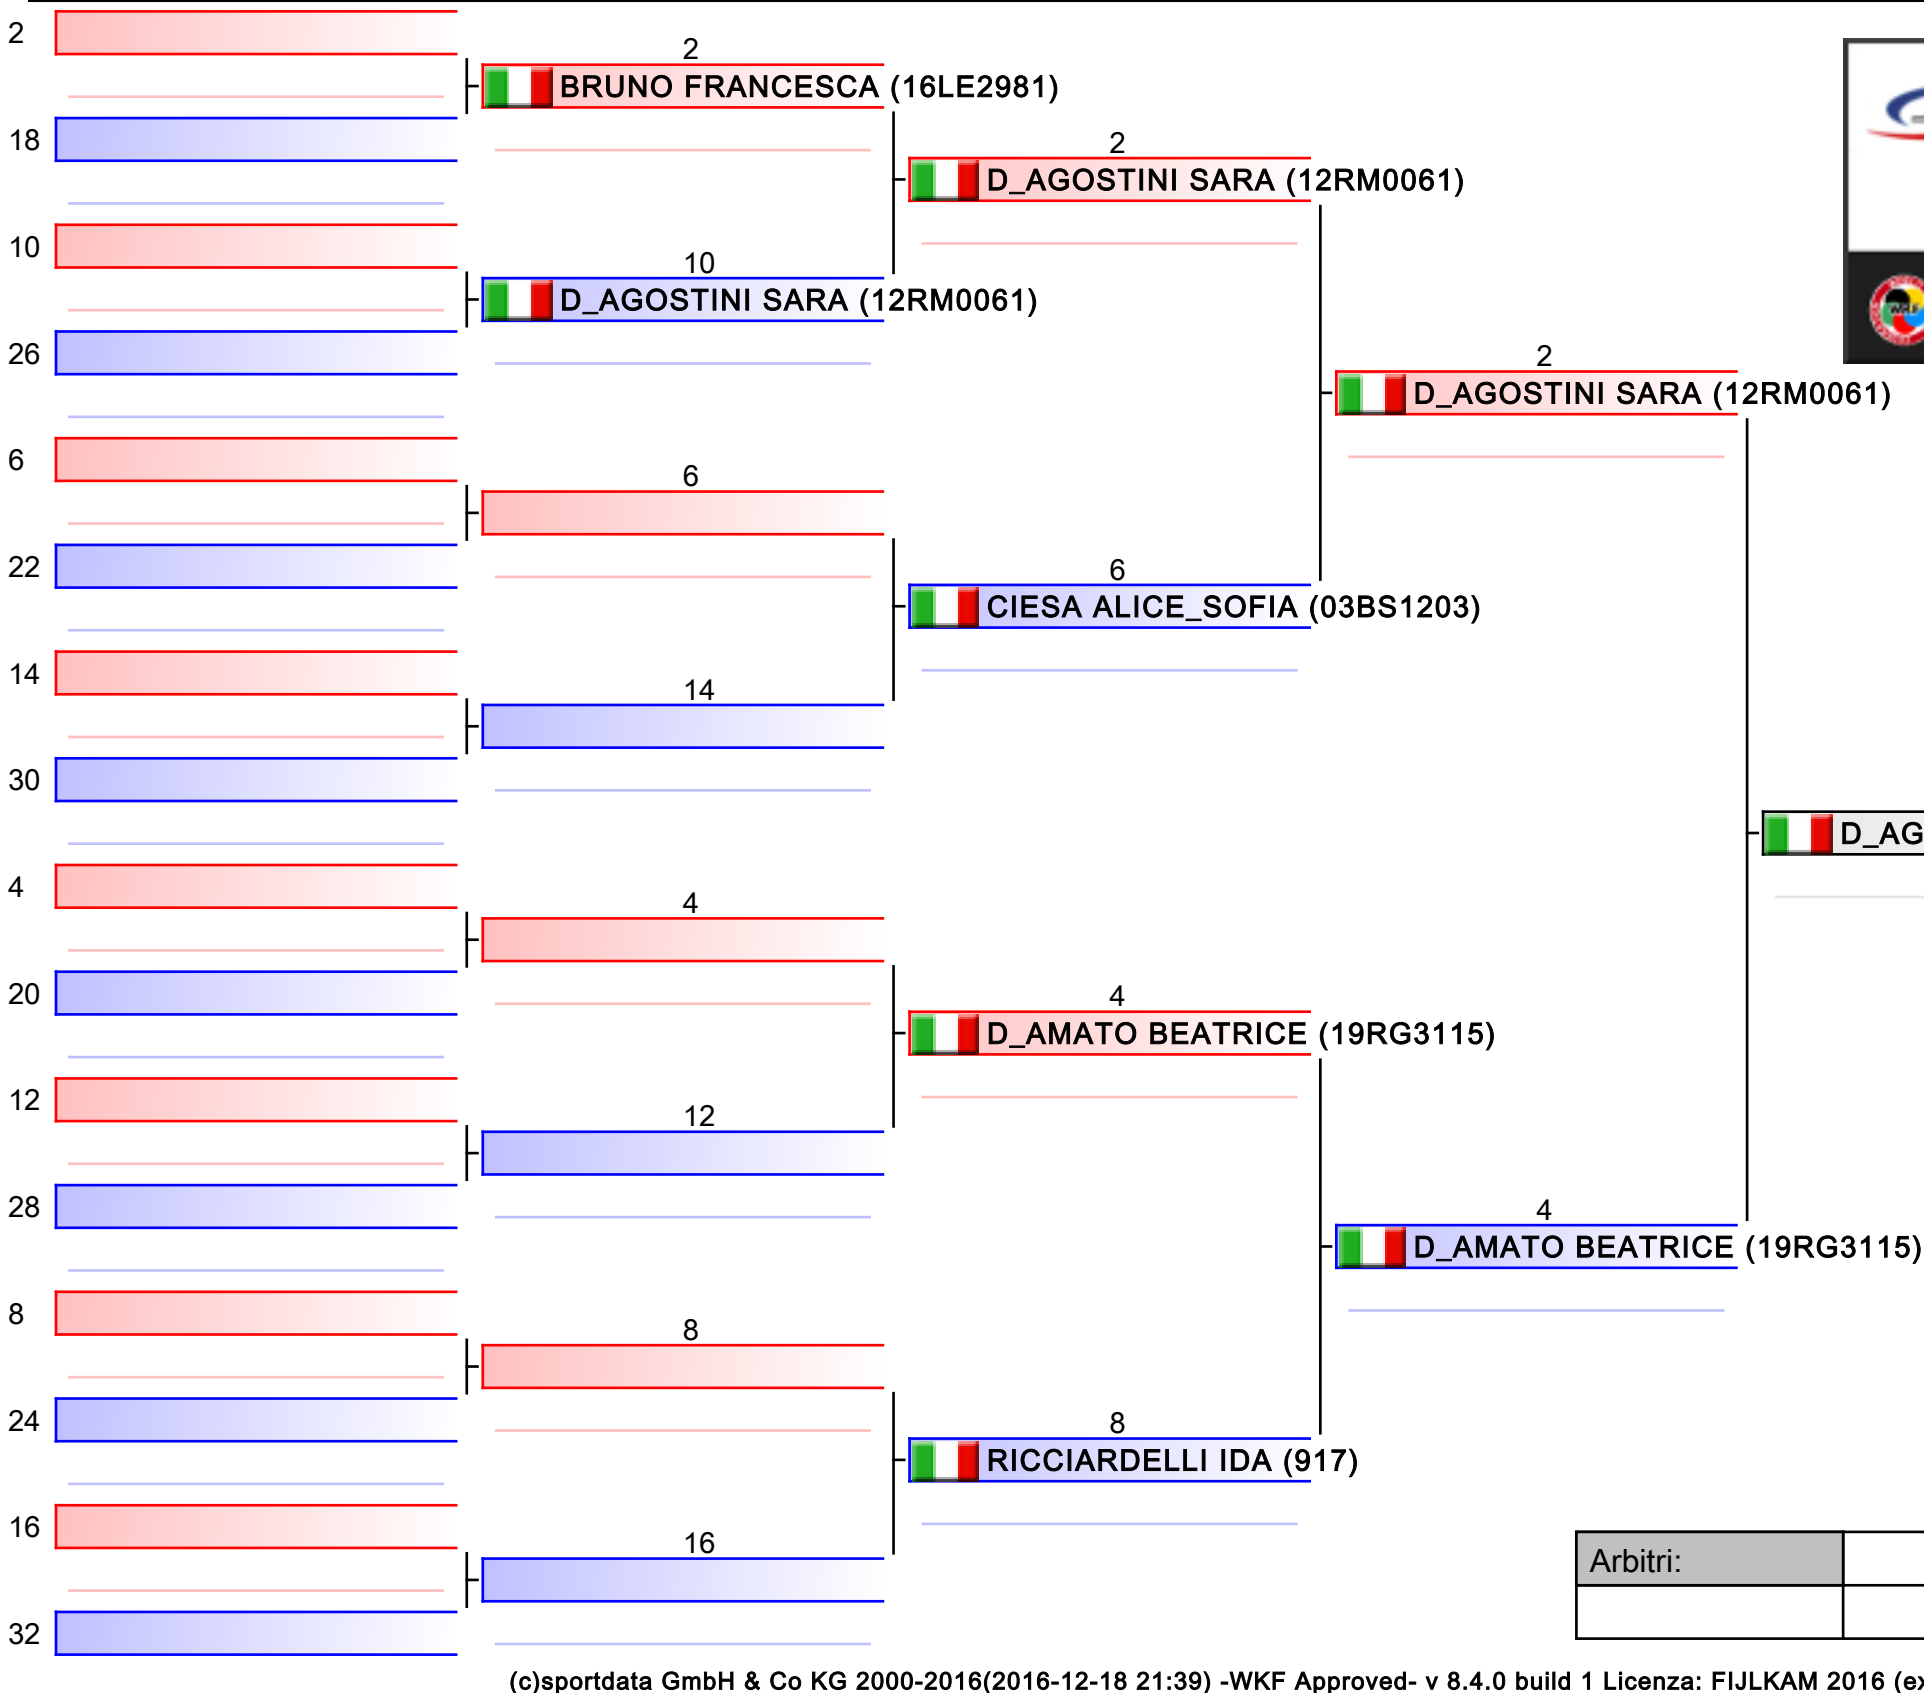 2
2
BRUNO FRANCESCA (16LE2981)
18
2
D_AGOSTINI SARA (12RM0061)
10
10
D_AGOSTINI SARA (12RM0061)
26
2
D_AGOSTINI SARA (12RM0061)
6
6
22
6
CIESA ALICE_SOFIA (03BS1203)
14
14
30
D_AG
4
4
20
4
D_AMATO BEATRICE (19RG3115)
12
12
28
4
D_AMATO BEATRICE (19RG3115)
8
8
24
8
RICCIARDELLI IDA (917)
16
16
Arbitri:
32
(c)sportdata GmbH & Co KG 2000-2016(2016-12-18 21:39) -WKF Approved- v 8.4.0 build 1 Licenza: FIJLKAM 2016 (ex